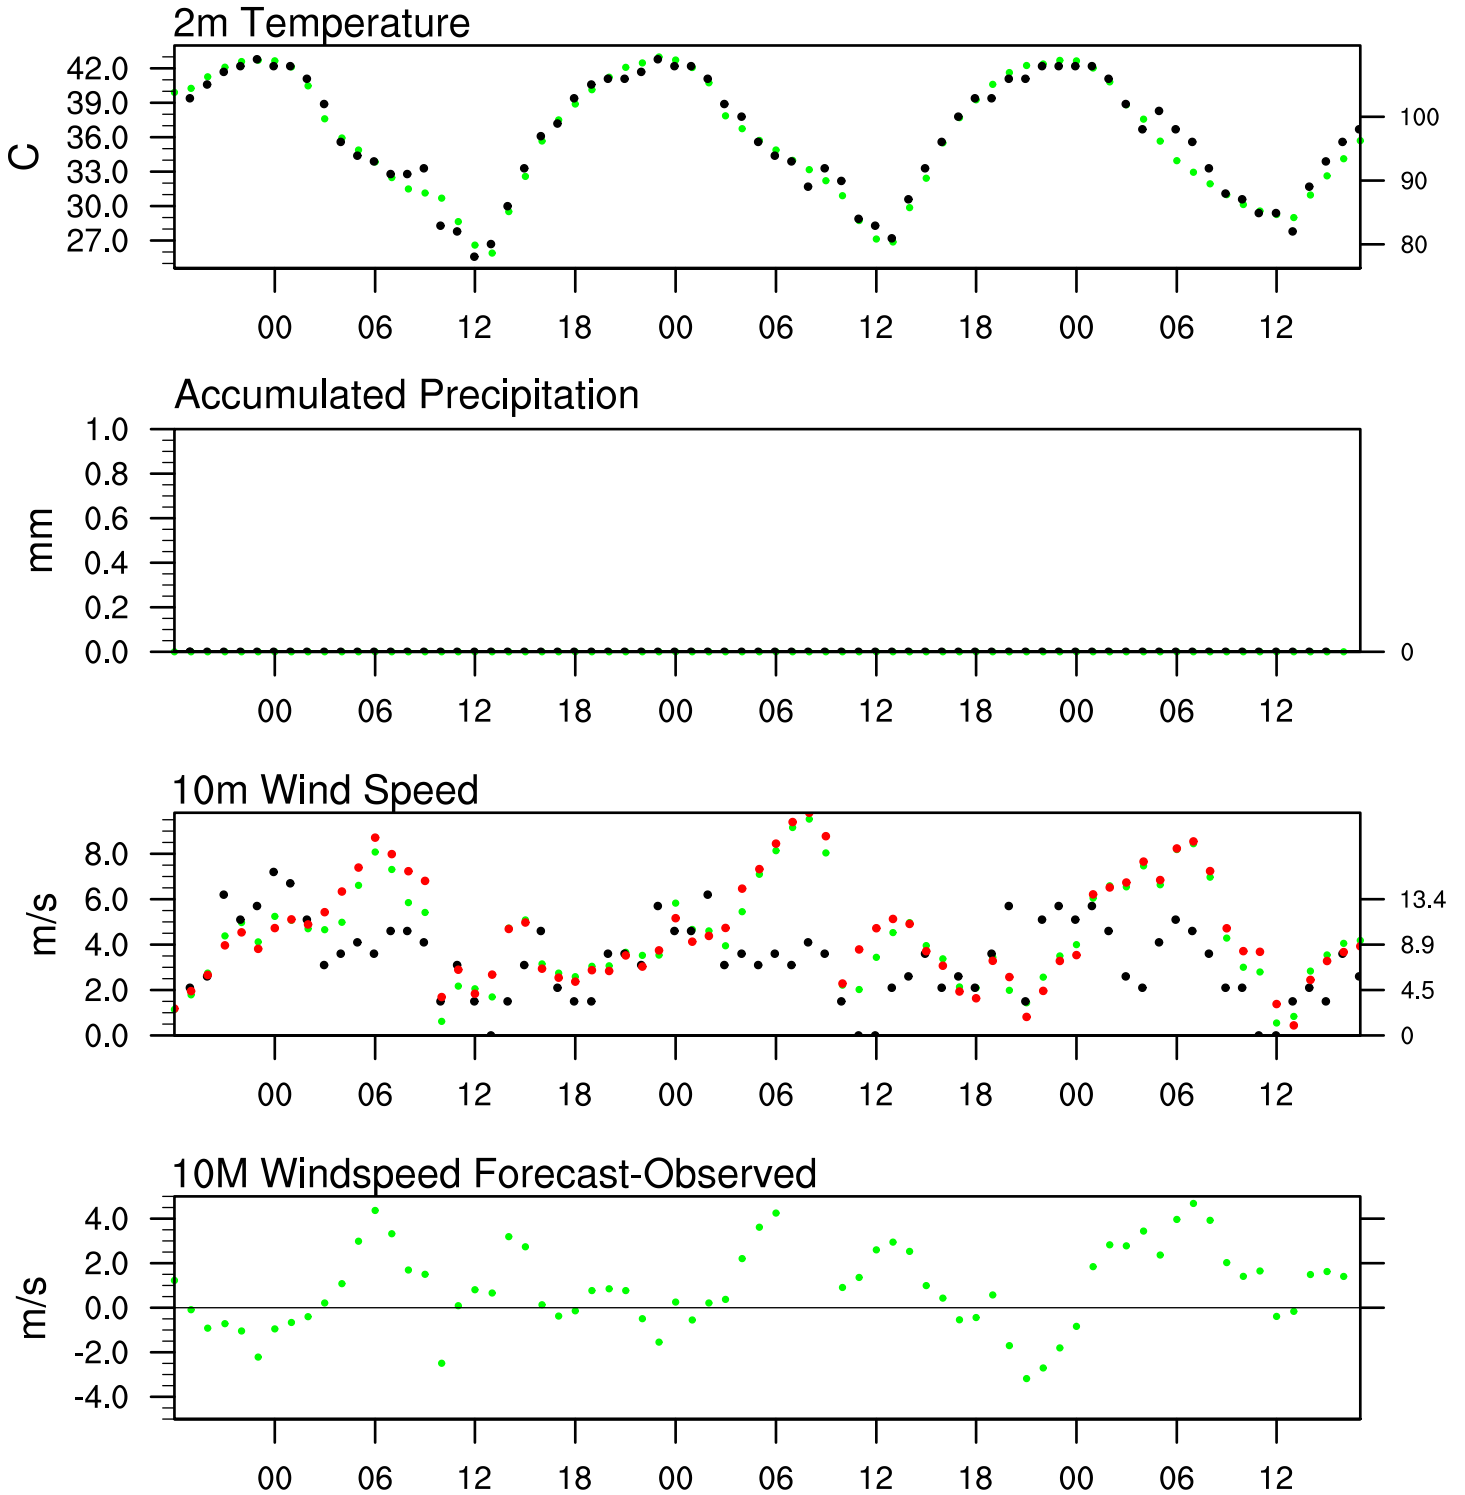 2m Temperature
42.0
39.0
36.0
33.0
30.0
27.0
C
100
90
80
00 06 12 18 00 06 12 18 00 06 12
Accumulated Precipitation
1.0
0.8
0.6
0.4
0.2
0.0
mm
0
00 06 12 18 00 06 12 18 00 06 12
10m Wind Speed
8.0
6.0
4.0
2.0
0.0
m/s
13.4
8.9
4.5
0
00 06 12 18 00 06 12 18 00 06 12
10M Windspeed Forecast-Observed
4.0
2.0
0.0
-2.0
-4.0
m/s
00 06 12 18 00 06 12 18 00 06 12